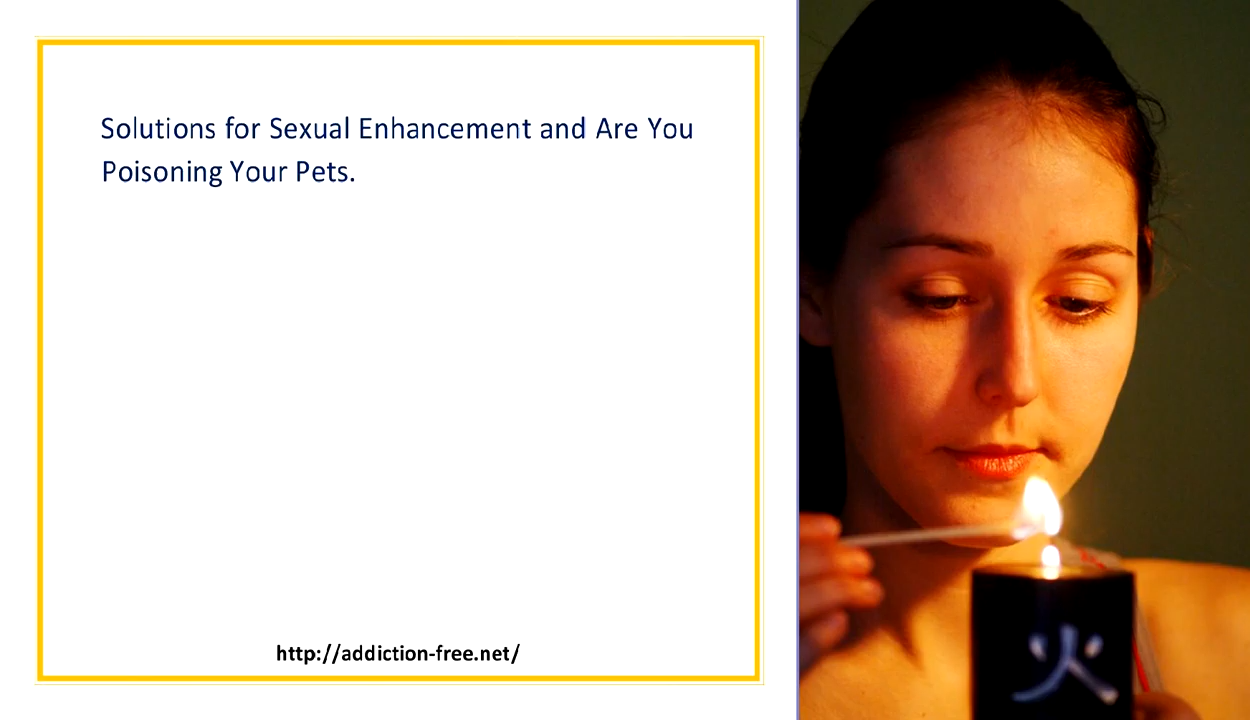 Solutions for Sexual Enhancement and Are You
Poisoning Your Pets.
http://addiction-free.net/
火